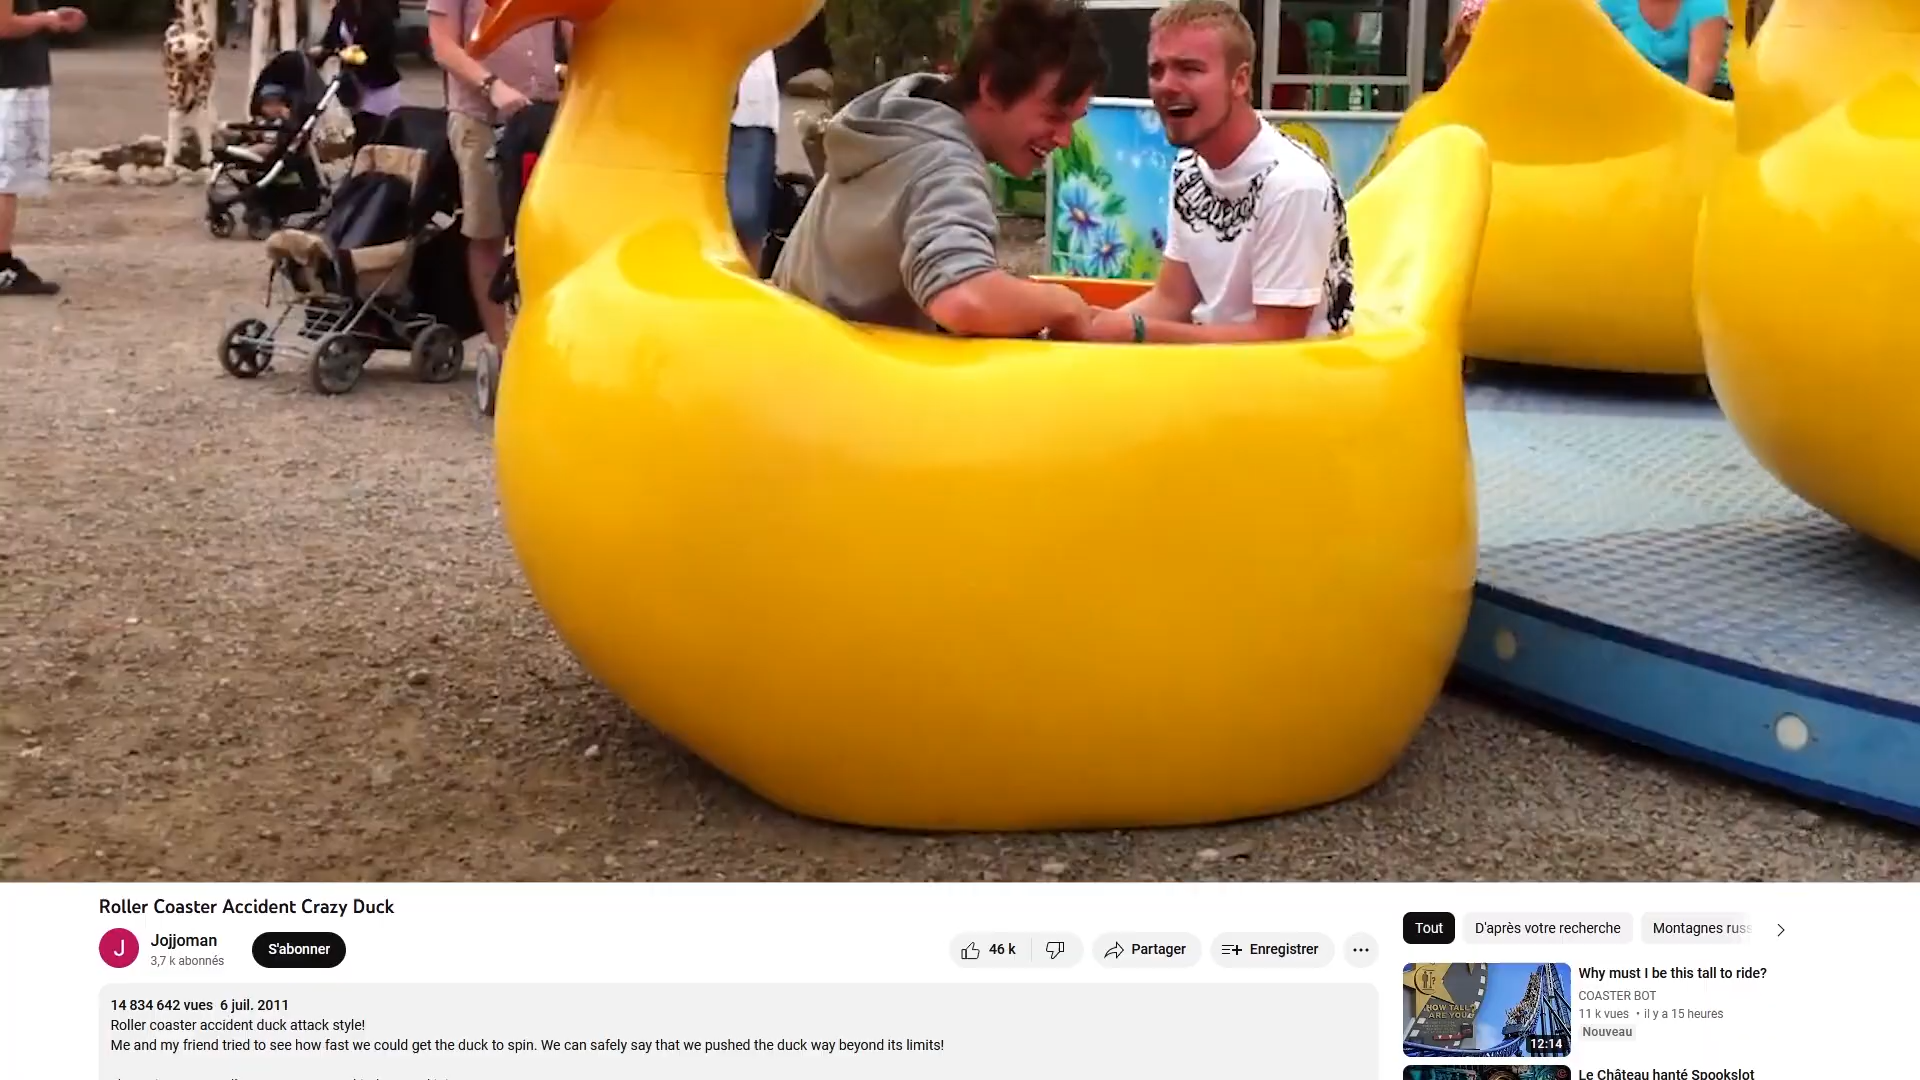 Roller Coaster Accident Crazy Duck
J
Jojjoman
3,7 k abonnés
S'abonner
46 k
Partager
Enregistrer
14 834 642 vues 6 juil. 2011
Roller coaster accident duck attack style!
Me and my friend tried to see how fast we could get the duck to spin. We can safely say that we pushed the duck way beyond its limits!
Tout
D'après votre recherche
Montagnes russ
HOW TALL
ARE YOU?
12:14
Why must I be this tall to ride?
COASTER BOT
11 k vues • il y a 15 heures
Nouveau
Le Château hanté Spookslot